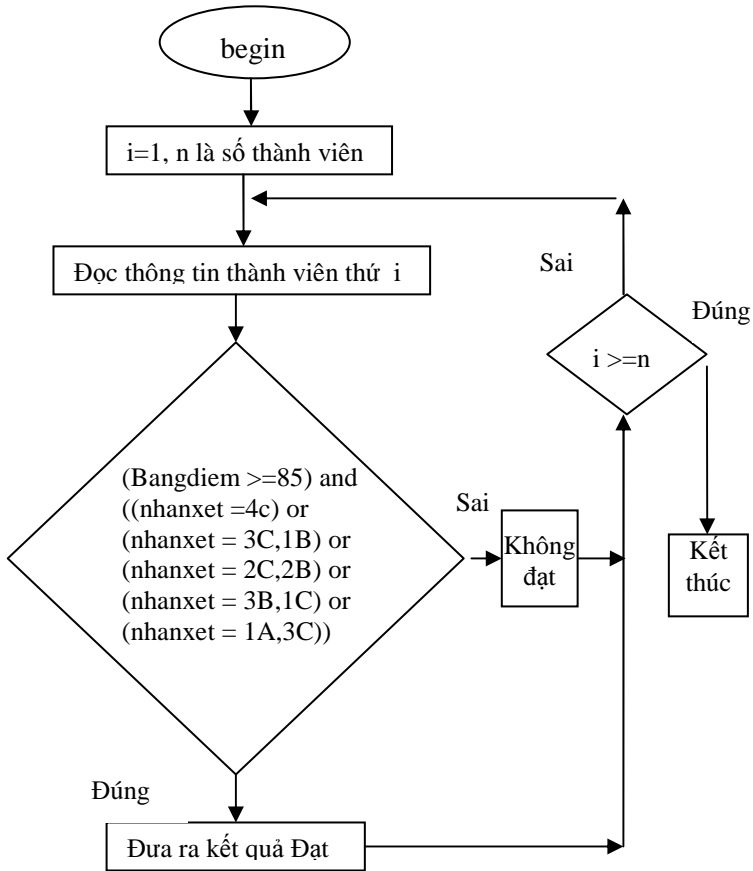 begin
i=1, n là số thành viên
Đọc thông tin thành viên thứ i
Sai
Đúng
i >=n
(Bangdiem >=85) and
((nhanxet =4c) or
(nhanxet = 3C,1B) or
(nhanxet = 2C,2B) or
(nhanxet = 3B,1C) or
(nhanxet = 1A,3C))
Sai
Không
đạt
Kết
thúc
Đúng
Đưa ra kết quả Đạt